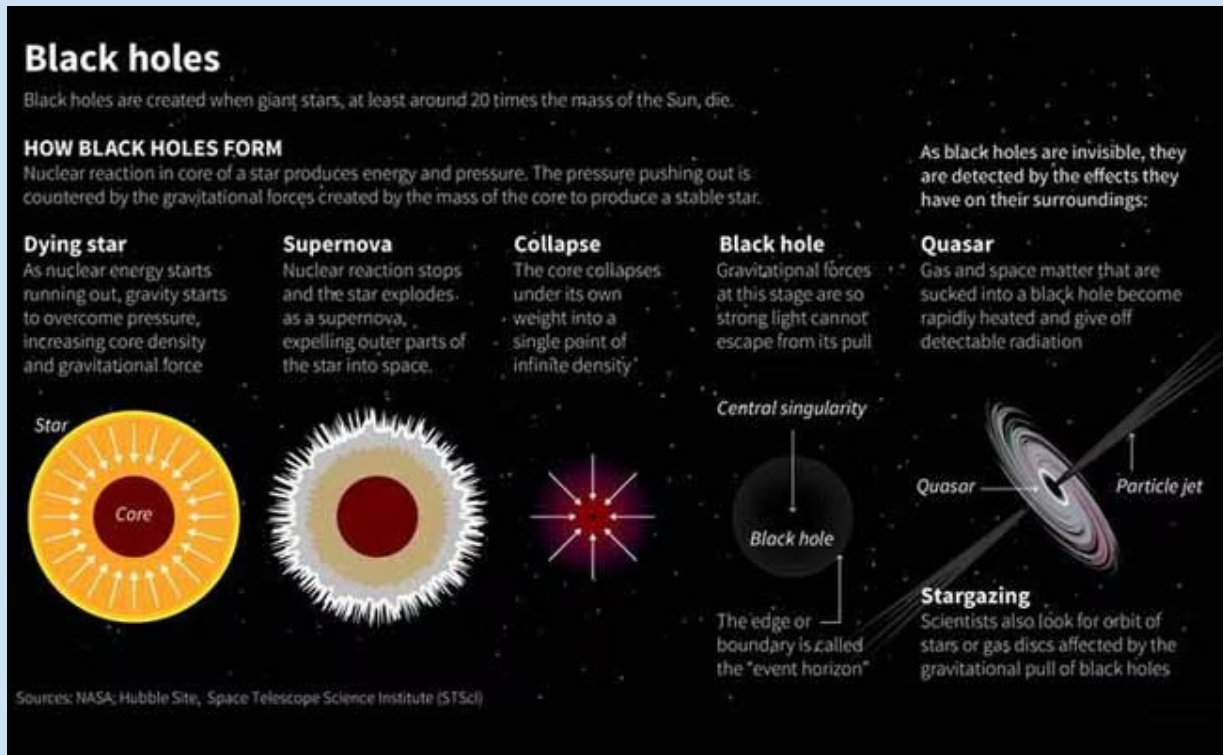 Black holes
Black holes are created when giant stars, at least around 20 times the mass of the Sun, die.
HOW BLACK HOLES FORM
Nuclear reaction in core of a star produces energy and pressure. The pressure pushing out is
countered by the gravitational forces created by the mass of the core to produce a stable star.
As black holes are invisible, they
are detected by the effects they
have on their surroundings:
Dying star
As nuclear energy starts
running out, gravity starts
to overcome pressure,
increasing core density
and gravitational force
Star
Core
Supernova
Nuclear reaction stops
and the star explodes
as a supernova,
expelling outer parts of
the star into space.
Collapse
The core collapses
under its own
weight into a
single point of
infinite density
Black hole
Gravitational forces
at this stage are so
strong light cannot
escape from its pull
Central singularity
Black hole
The edge or
boundary is called
the "event horizon"
Quasar
Gas and space matter that are
sucked into a black hole become
rapidly heated and give off
detectable radiation
Quasar
Particle jet
Stargazing
Scientists also look for orbit of
stars or gas discs affected by the
gravitational pull of black holes
Sources: NASA; Hubble Site, Space Telescope Science Institute (STScI)